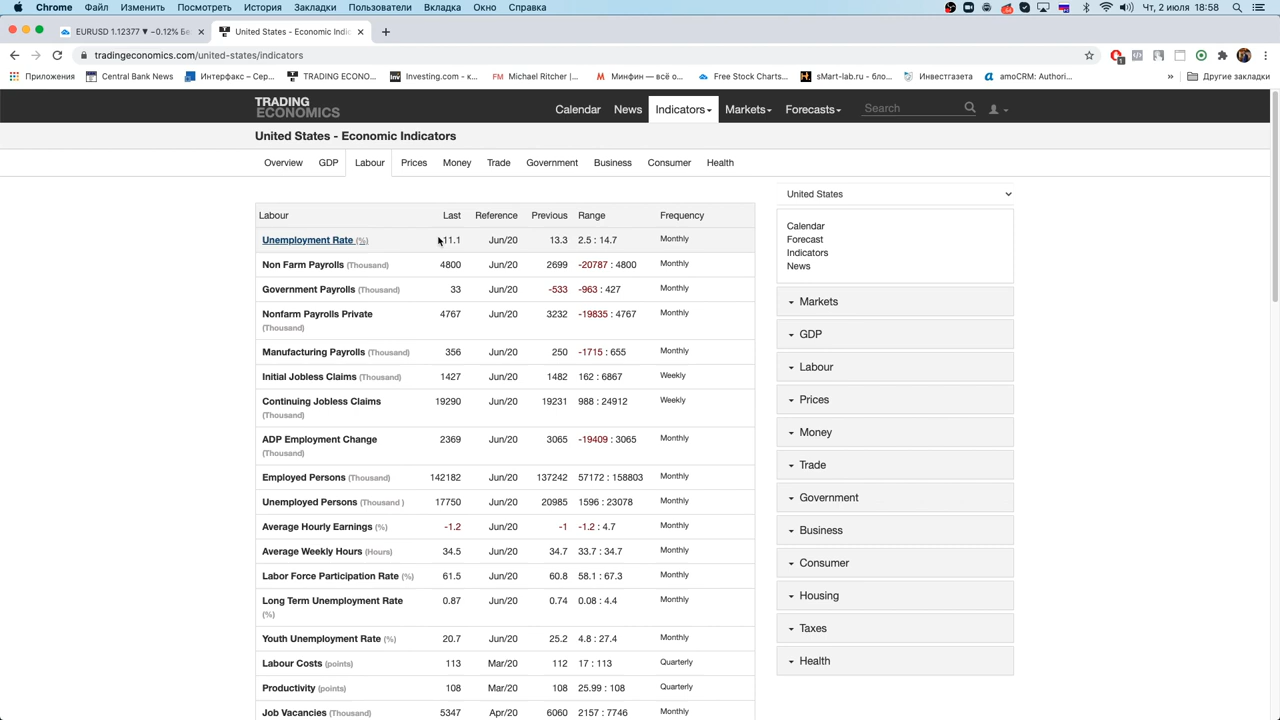 Chrome Файл Изменить Посмотреть История Закладки Пользователи Вкладка Окно Справка Чт, 2 июля 18:58
EURUSD 1.12377 ▼ −0.12% Бе United States - Economic Indic
tradingeconomics.com/united-states/indicators
Приложения Central Bank News Интерфакс – Сер... TRADING ECONO... Investing.com - к... FM Michael Ritcher |... Минфин — всё о... Free Stock Charts... sMart-lab.ru - бло... Инвестгазета amoCRM: Authori... » Другие закладки
TRADING
ECONOMICS
Calendar News Indicators Markets Forecasts Search
United States - Economic Indicators
Overview GDP Labour Prices Money Trade Government Business Consumer Health
Labour Last Reference Previous Range Frequency
Unemployment Rate (%) 11.1 Jun/20 13.3 2.5 : 14.7 Monthly
Non Farm Payrolls (Thousand) 4800 Jun/20 2699 -20787 : 4800 Monthly
Government Payrolls (Thousand) 33 Jun/20 -533 -963 : 427 Monthly
Nonfarm Payrolls Private 4767 Jun/20 3232 -19835 : 4767 Monthly
(Thousand)
Manufacturing Payrolls (Thousand) 356 Jun/20 250 -1715 : 655 Monthly
Initial Jobless Claims (Thousand) 1427 Jun/20 1482 162 : 6867 Weekly
Continuing Jobless Claims 19290 Jun/20 19231 988 : 24912 Weekly
(Thousand)
ADP Employment Change 2369 Jun/20 3065 -19409 : 3065 Monthly
(Thousand)
Employed Persons (Thousand) 142182 Jun/20 137242 57172 : 158803 Monthly
Unemployed Persons (Thousand ) 17750 Jun/20 20985 1596 : 23078 Monthly
Average Hourly Earnings (%) -1.2 Jun/20 -1 -1.2 : 4.7 Monthly
Average Weekly Hours (Hours) 34.5 Jun/20 34.7 33.7 : 34.7 Monthly
Labor Force Participation Rate (%) 61.5 Jun/20 60.8 58.1 : 67.3 Monthly
Long Term Unemployment Rate 0.87 Jun/20 0.74 0.08 : 4.4 Monthly
(%)
Youth Unemployment Rate (%) 20.7 Jun/20 25.2 4.8 : 27.4 Monthly
Labour Costs (points) 113 Mar/20 112 17 : 113 Quarterly
Productivity (points) 108 Mar/20 108 25.99 : 108 Quarterly
Job Vacancies (Thousand) 5347 Apr/20 6060 2157 : 7746 Monthly
United States
Calendar
Forecast
Indicators
News
Markets
GDP
Labour
Prices
Money
Trade
Government
Business
Consumer
Housing
Taxes
Health